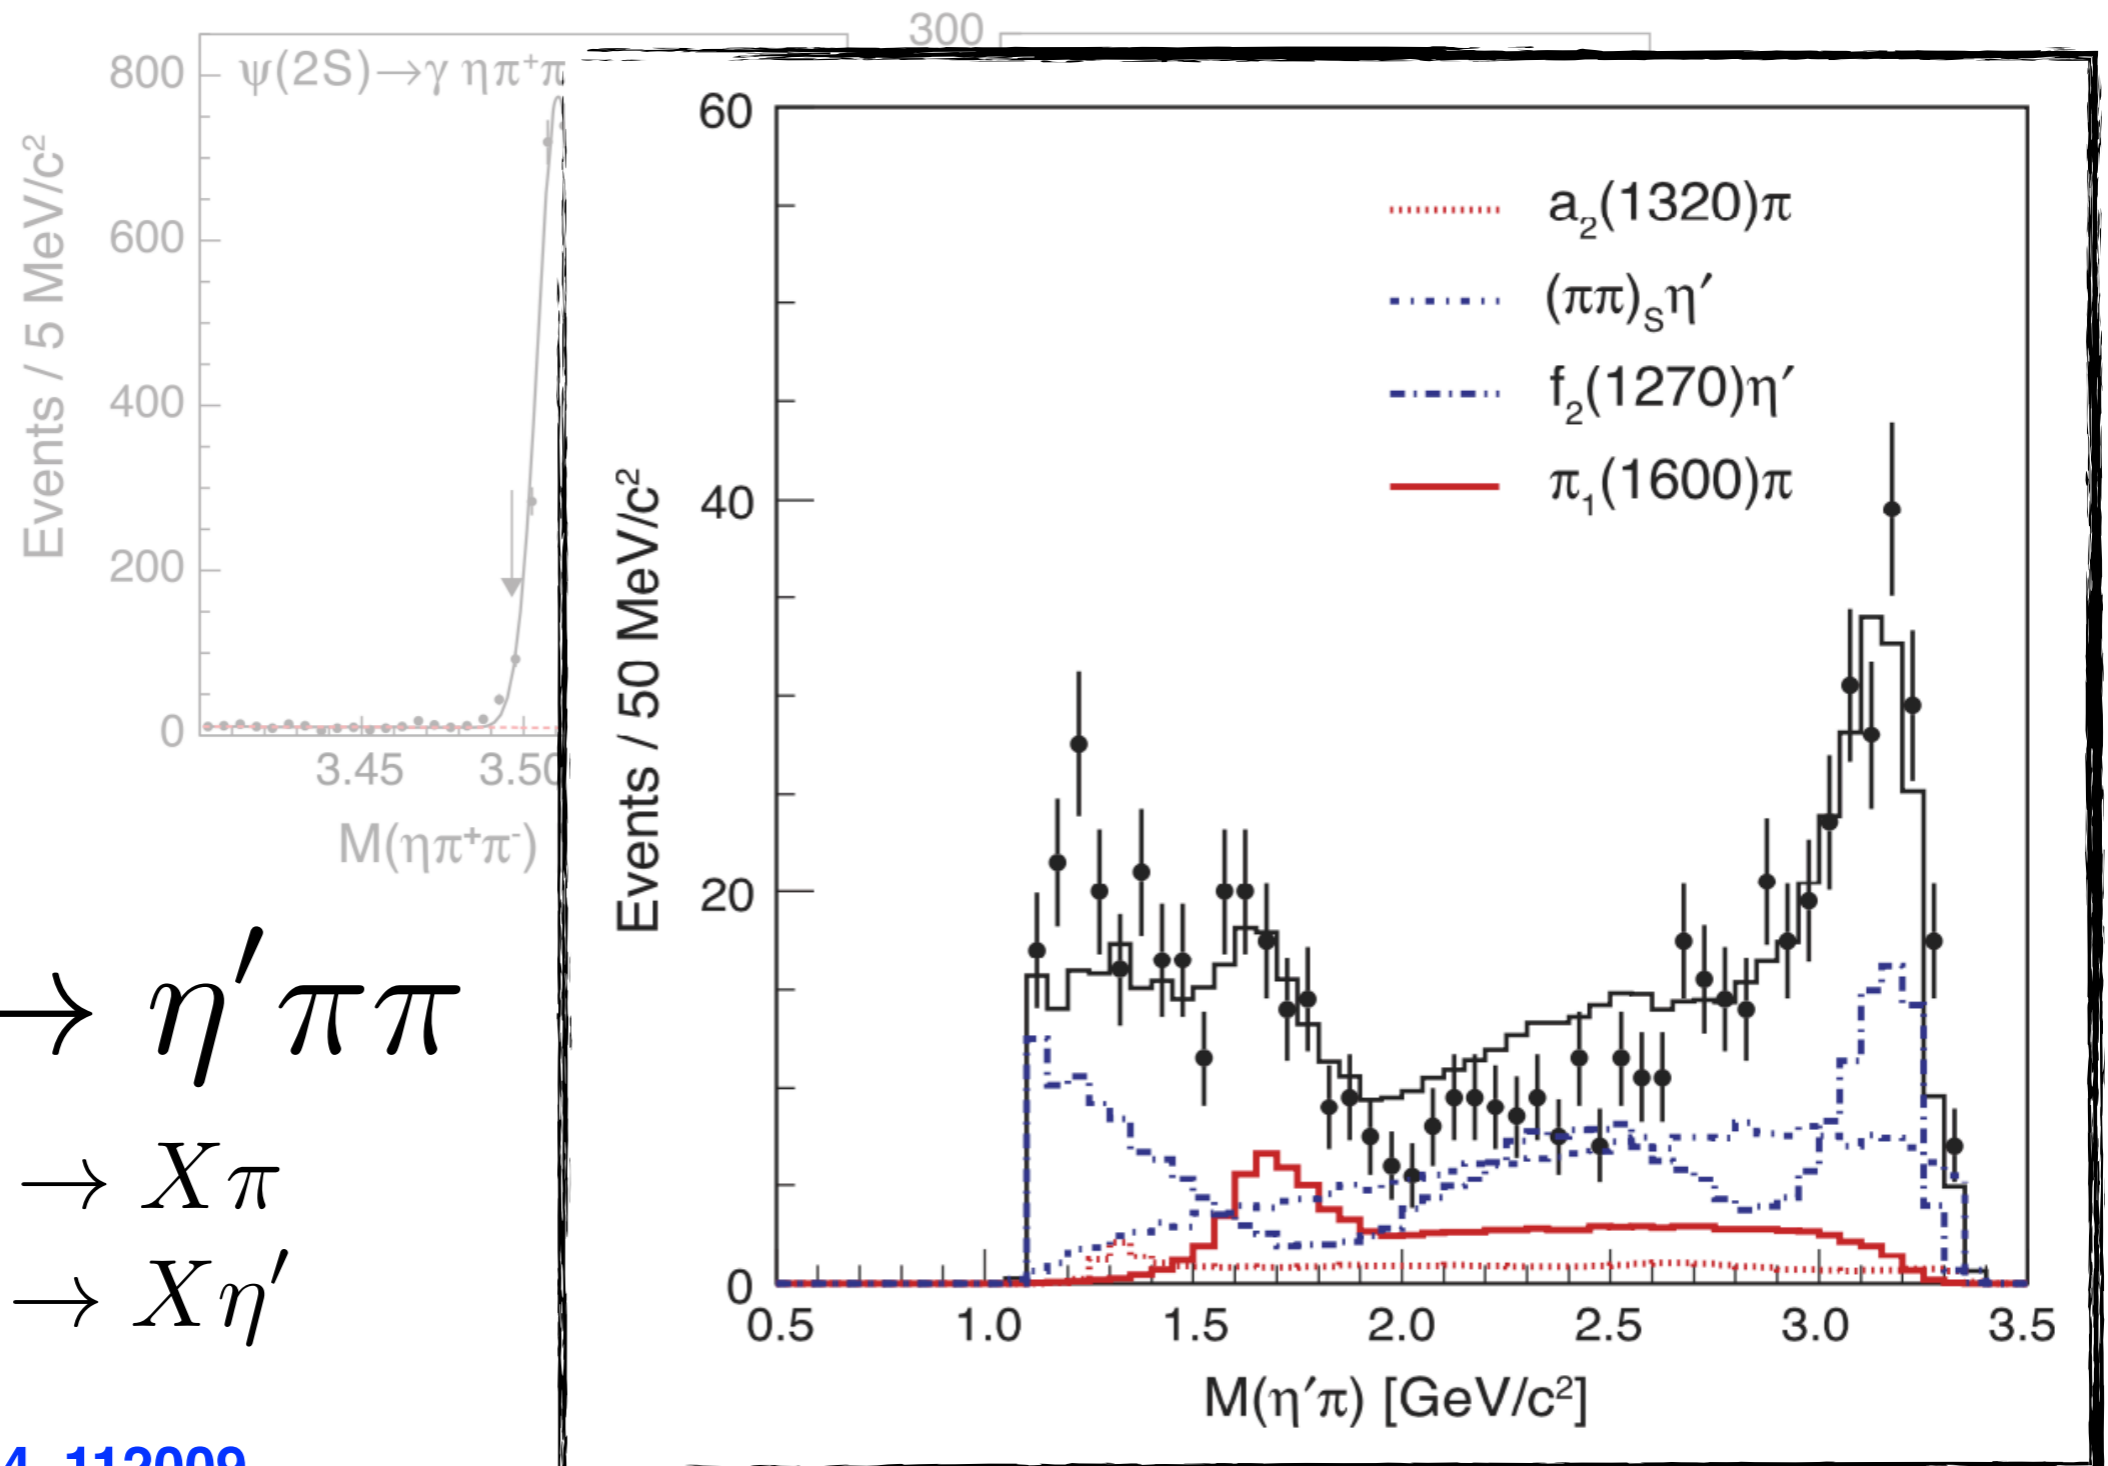 ψ(2S)→γ ηπ⁺π
Events / 5 MeV/c²
800
600
400
200
0
3.45 3.50
M(ηπ⁺π⁻)
300
→ η′ππ
→ Xπ
→ Xη′
4, 112009
Events / 50 MeV/c²
60
40
20
0
a₂(1320)π
(ππ)Sη′
f₂(1270)η′
π₁(1600)π
0.5 1.0 1.5 2.0 2.5 3.0 3.5
M(η′π) [GeV/c²]